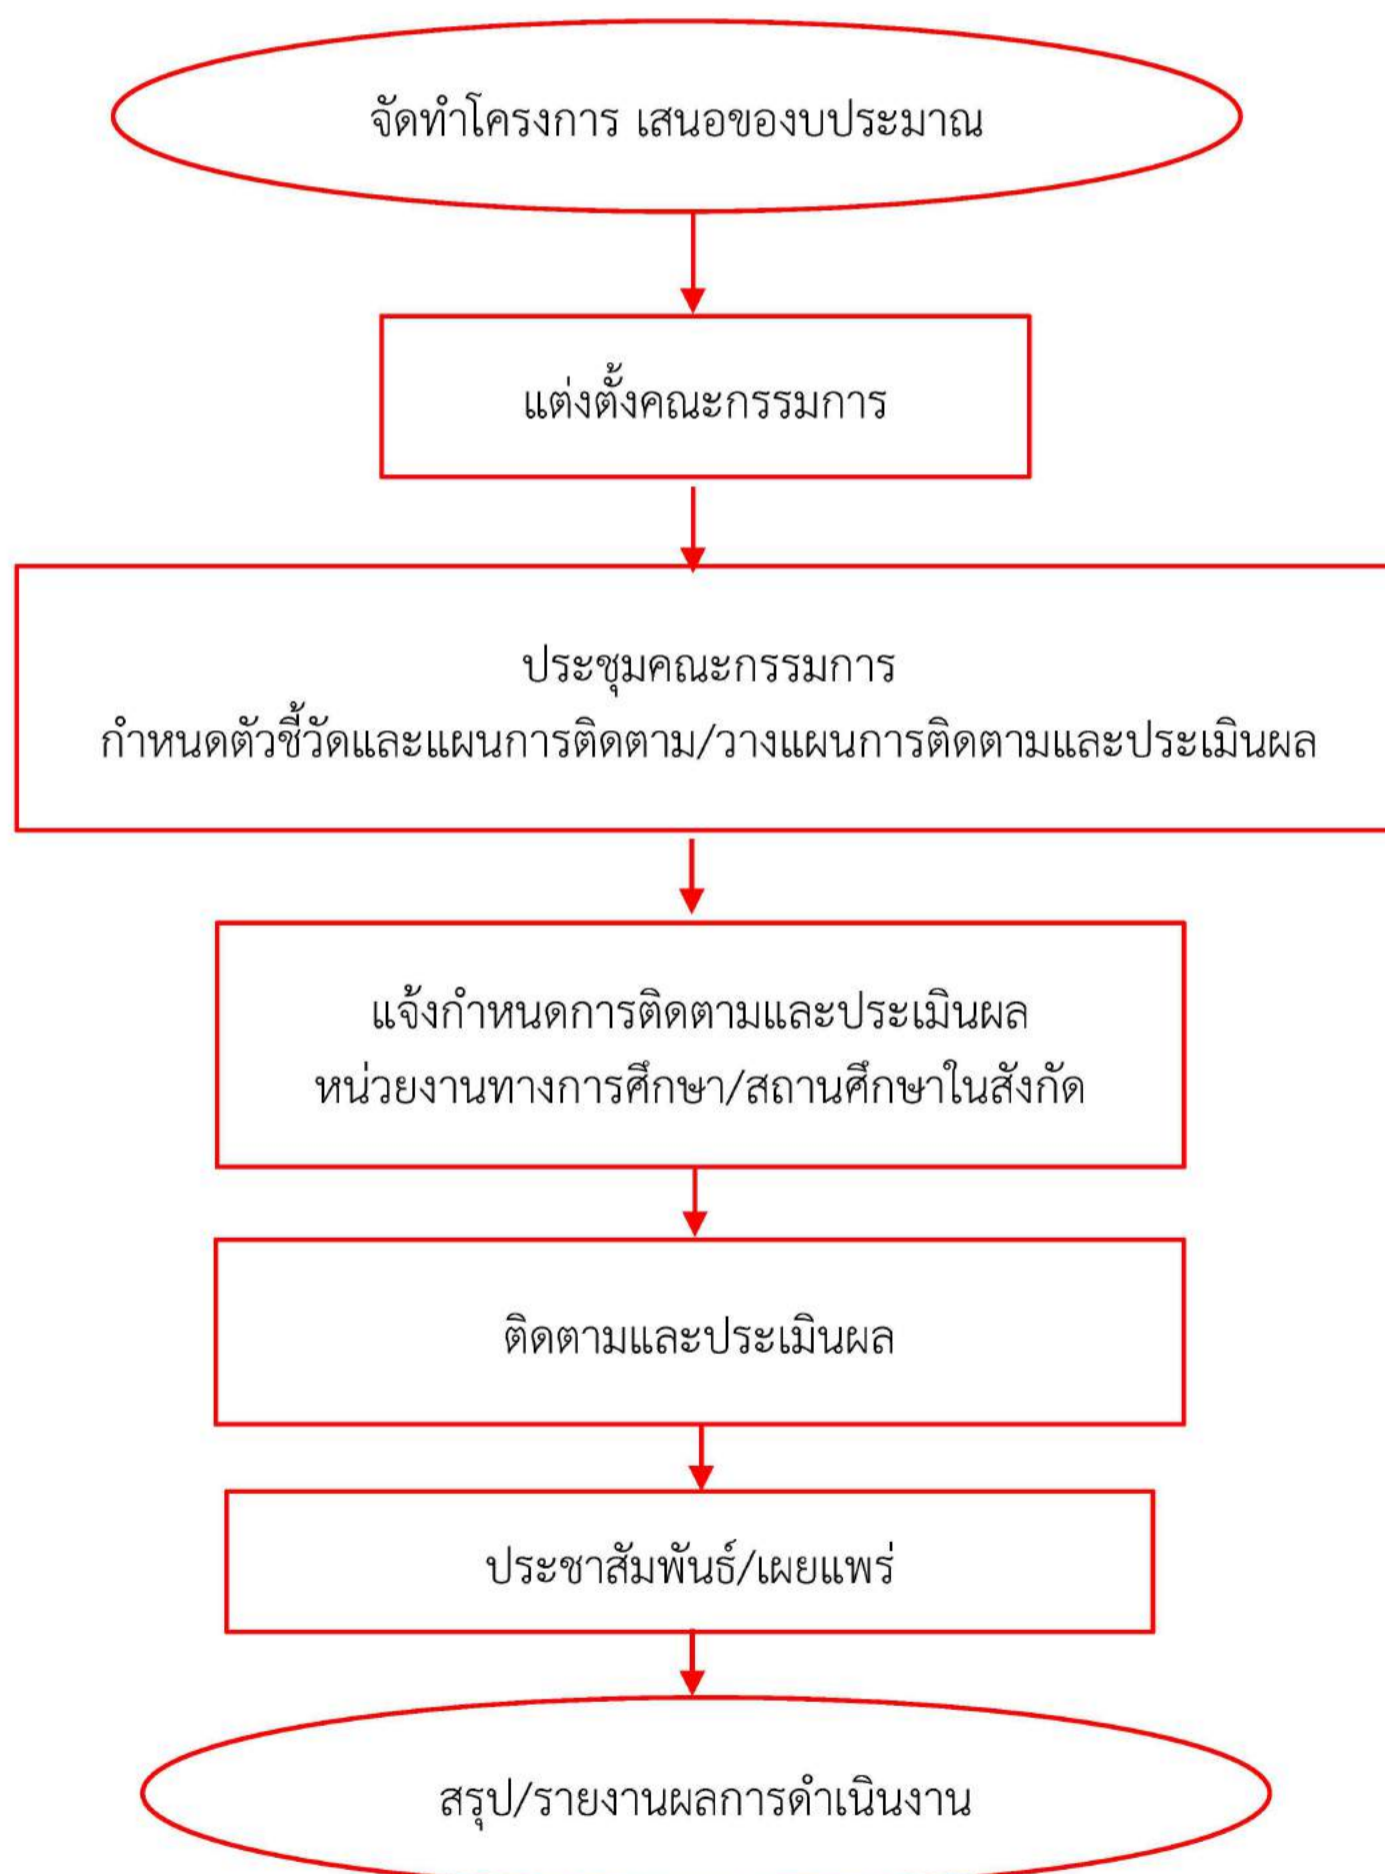 จัดทำโครงการ เสนอของบประมาณ
แต่งตั้งคณะกรรมการ
ประชุมคณะกรรมการ
กำหนดตัวชี้วัดและแผนการติดตาม/วางแผนการติดตามและประเมินผล
แจ้งกำหนดการติดตามและประเมินผล
หน่วยงานทางการศึกษา/สถานศึกษาในสังกัด
ติดตามและประเมินผล
ประชาสัมพันธ์/เผยแพร่
สรุป/รายงานผลการดำเนินงาน